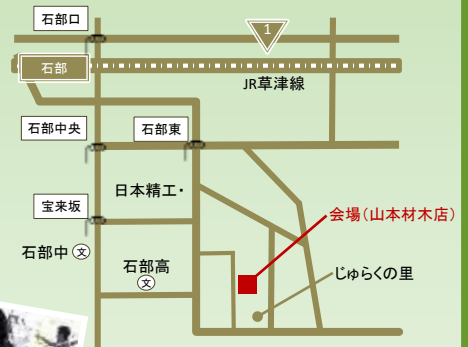 石部口
1
石部
JR草津線
石部中央
石部東
日本精工・
宝来坂
会場（山本材木店）
石部中 文
石部高
文
じゅらくの里